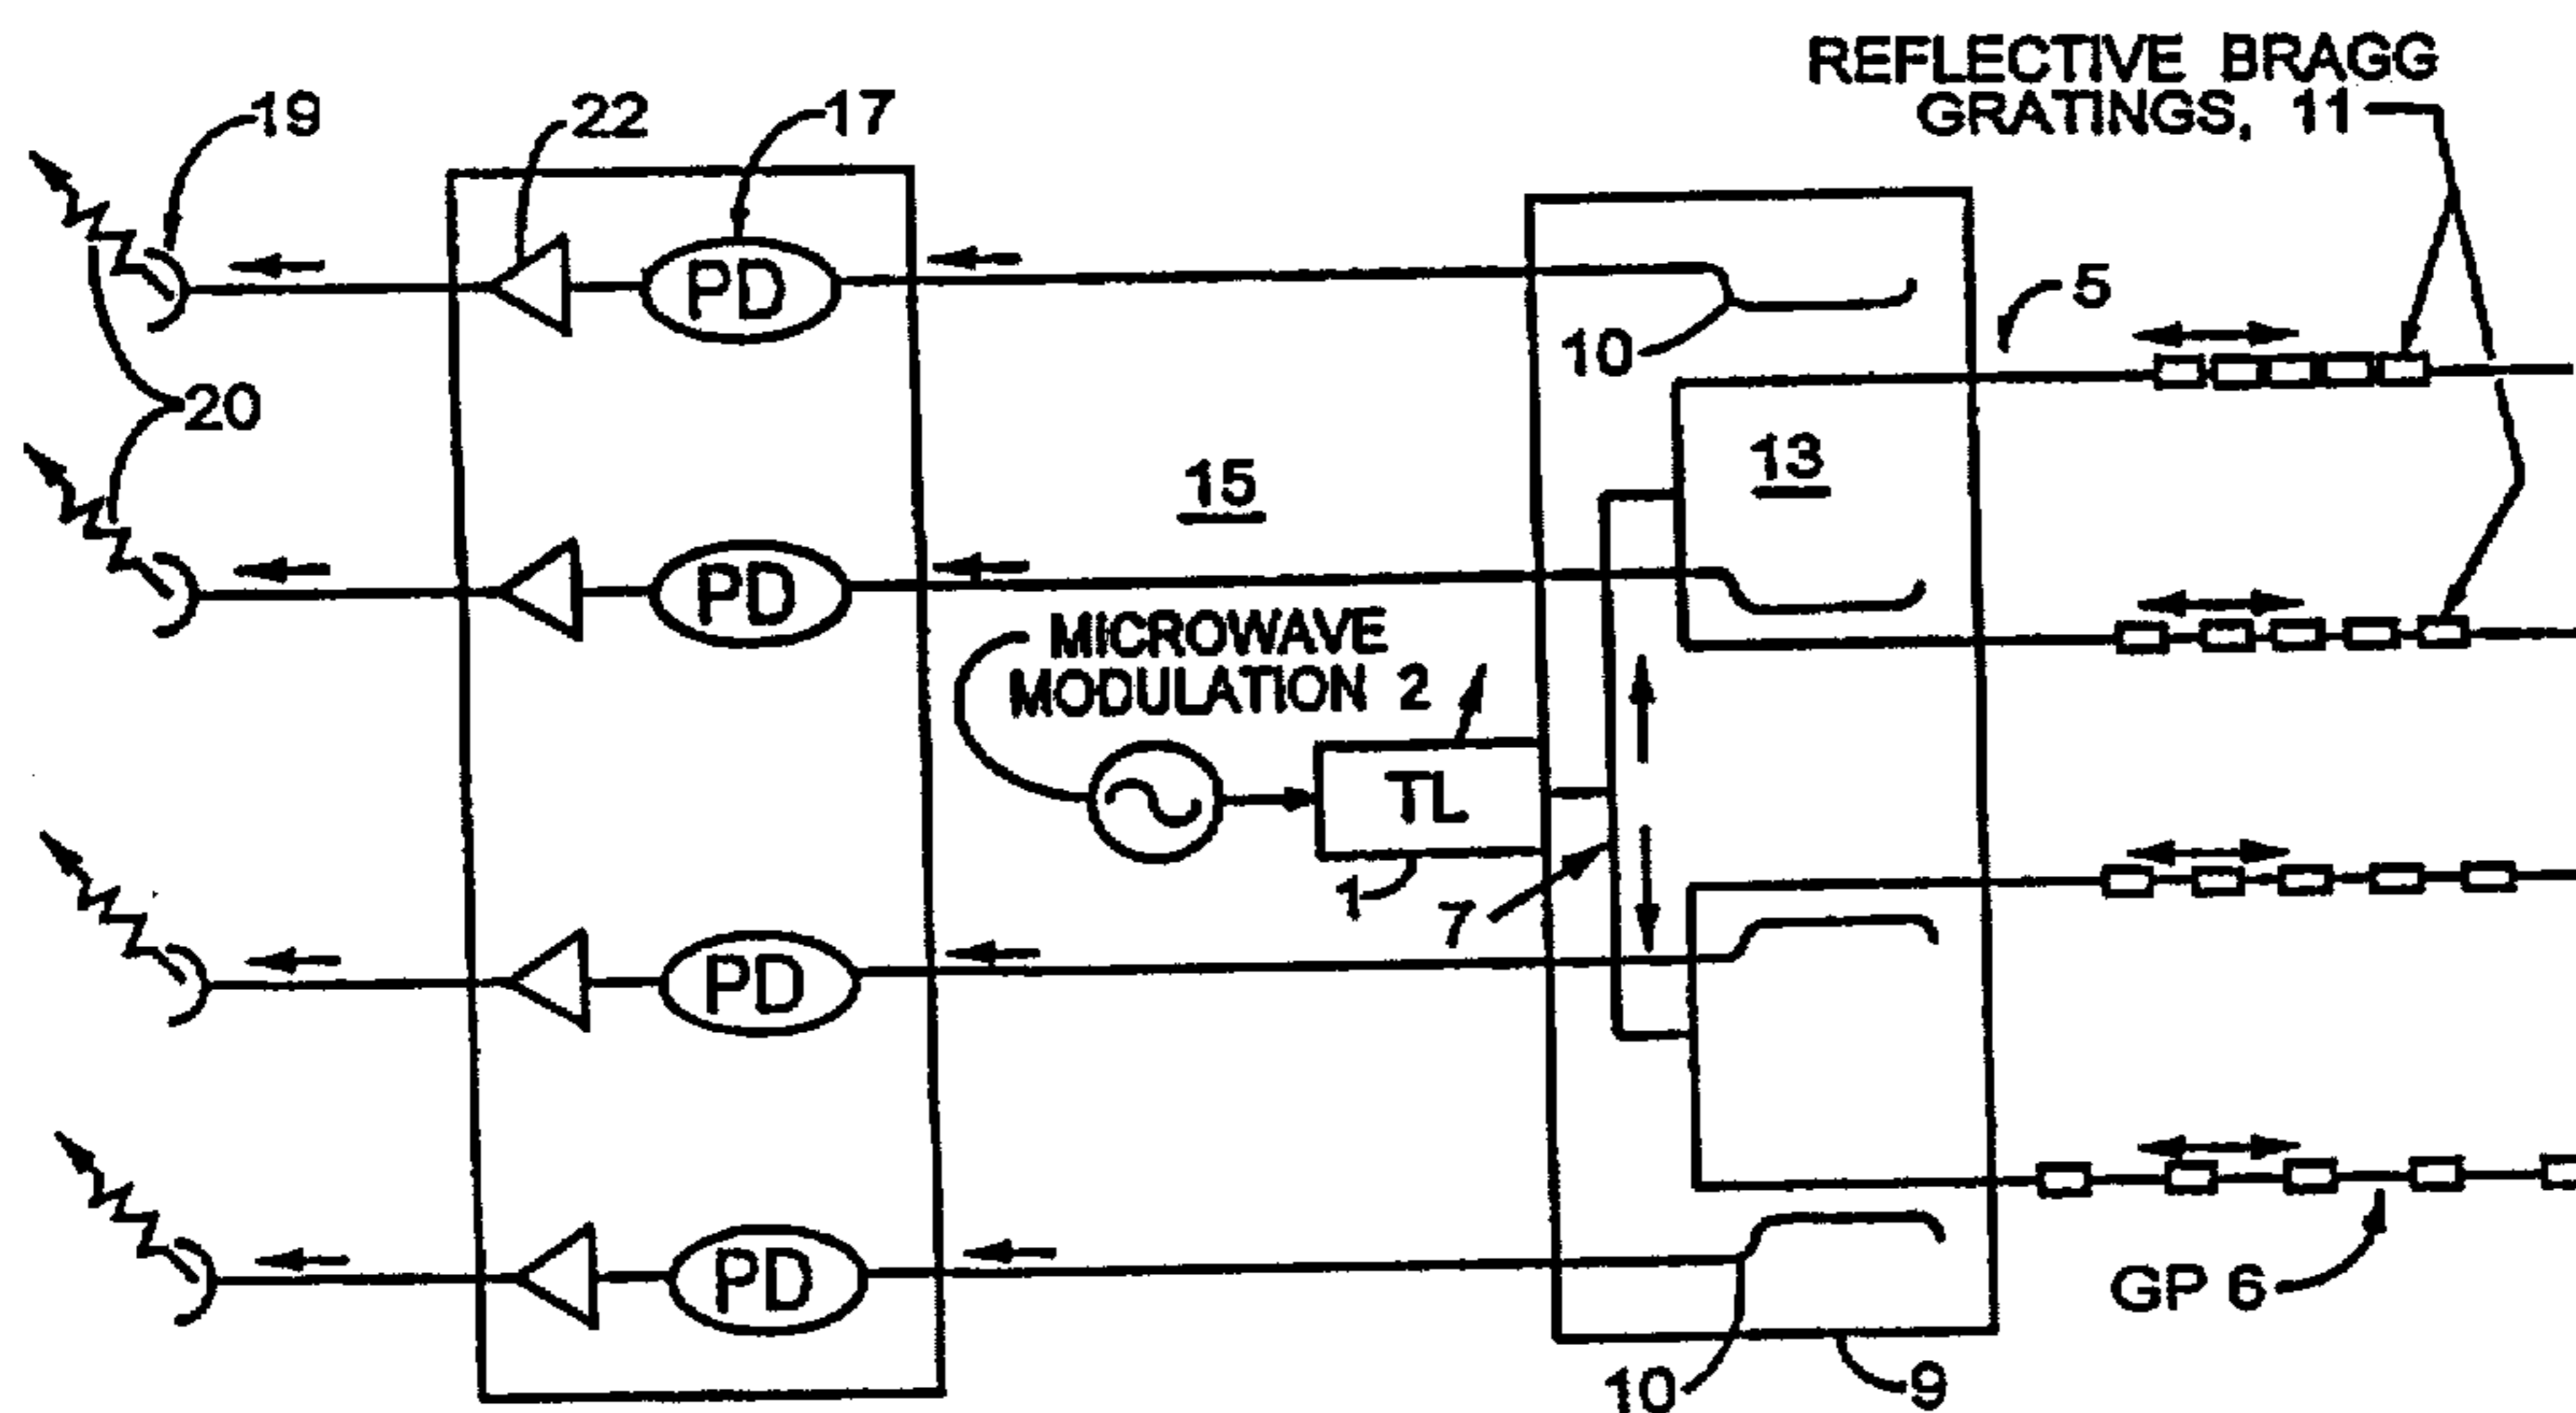 REFLECTIVE BRAGG
GRATINGS, 11
19
22
17
PD
10
5
20
15
13
PD
MICROWAVE
MODULATION 2
TL
1
7
PD
PD
GP 6
10
9